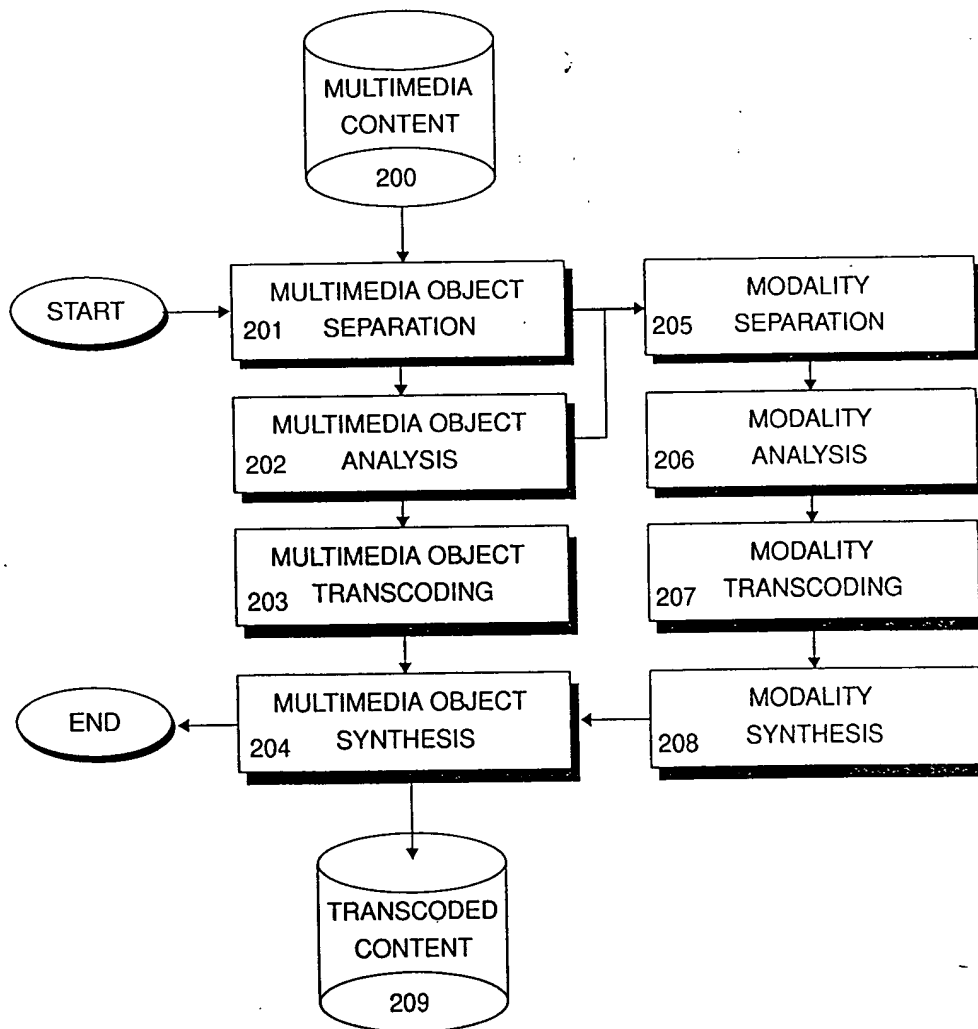 MULTIMEDIA
CONTENT
200
START
MULTIMEDIA OBJECT
201 SEPARATION
MODALITY
205 SEPARATION
MULTIMEDIA OBJECT
202 ANALYSIS
MODALITY
206 ANALYSIS
MULTIMEDIA OBJECT
203 TRANSCODING
MODALITY
207 TRANSCODING
END
MULTIMEDIA OBJECT
204 SYNTHESIS
MODALITY
208 SYNTHESIS
TRANSCODED
CONTENT
209